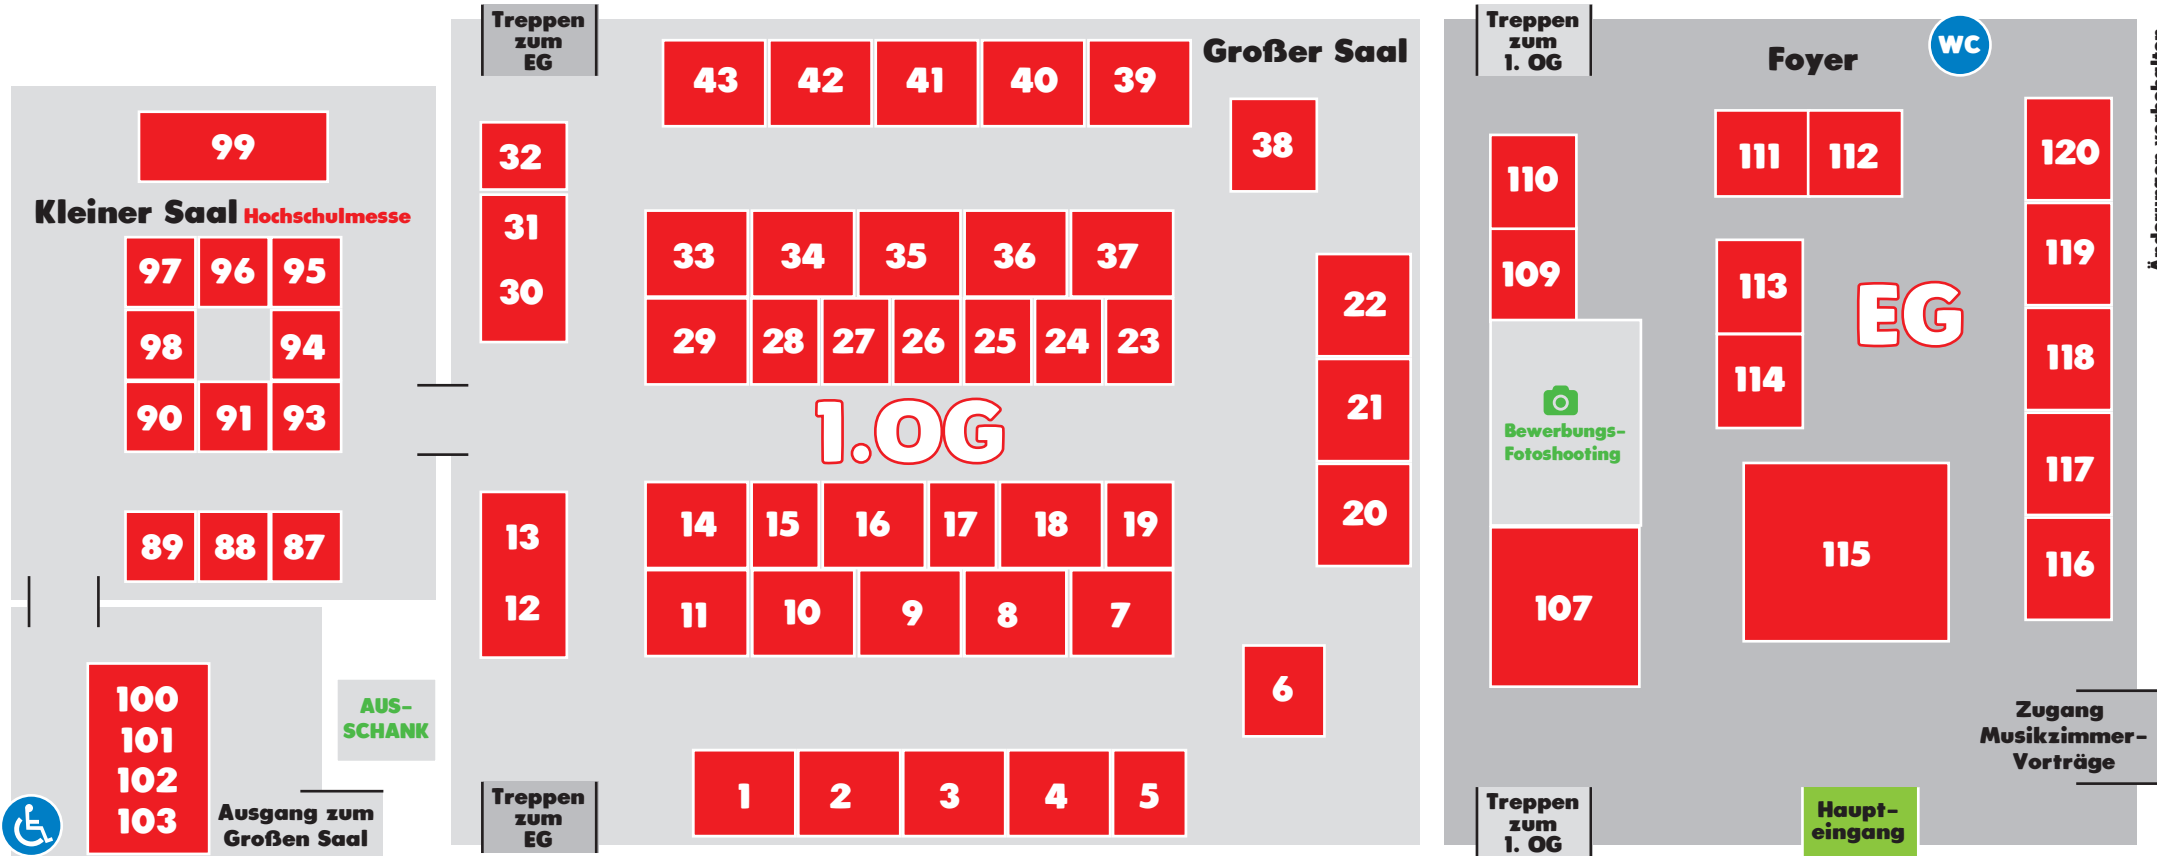 99
Kleiner Saal Hochschulmesse
97 96 95
98 94
90 91 93
89 88 87
100
101
102
103
AUS-
SCHANK
Ausgang zum
Großen Saal
Treppen
zum
EG
Großer Saal
43 42 41 40 39
38
32
31
30
33 34 35 36 37
29 28 27 26 25 24 23
22
21
20
1.OG
13
12
14 15 16 17 18 19
11 10 9 8 7
6
1 2 3 4 5
Treppen
zum
EG
Treppen
zum
1. OG
Foyer
WC
110
109
111 112
113
114
EG
120
119
118
117
116
Bewerbungs-
Fotoshooting
107
115
Zugang
Musikzimmer-
Vorträge
Treppen
zum
1. OG
Haupt-
eingang
Änderungen vorbehalten